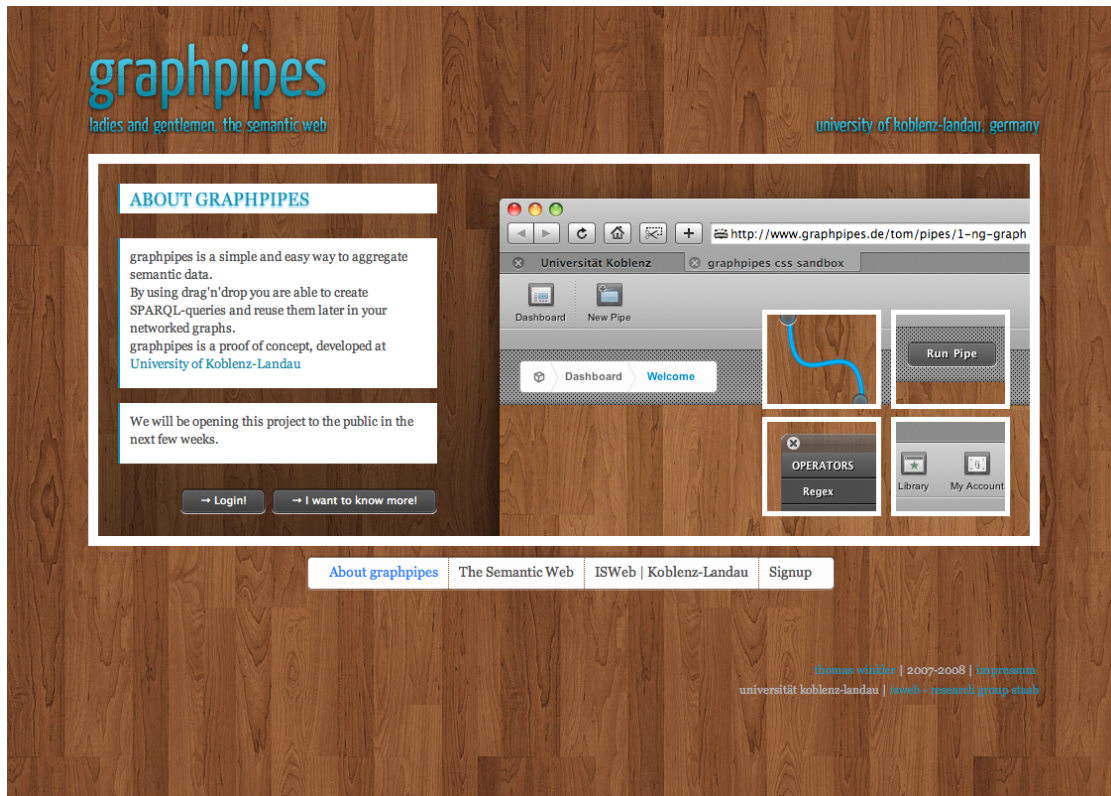 graphpipes
ladies and gentlemen. the semantic web
university of koblenz-landau, germany
ABOUT GRAPHPIPES
graphpipes is a simple and easy way to aggregate
semantic data.
By using drag'n'drop you are able to create
SPARQL-queries and reuse them later in your
networked graphs.
graphpipes is a proof of concept, developed at
University of Koblenz-Landau
We will be opening this project to the public in the
next few weeks.
→ Login!
→ I want to know more!
http://www.graphpipes.de/tom/pipes/1-ng-graph
Universität Koblenz
graphpipes css sandbox
Dashboard
New Pipe
Dashboard
Welcome
Run Pipe
OPERATORS
Regex
Library
My Account
About graphpipes
The Semantic Web
ISWeb | Koblenz-Landau
Signup
thomas winkler | 2007-2008 | impressum
universität koblenz-landau | isweb - research group staab